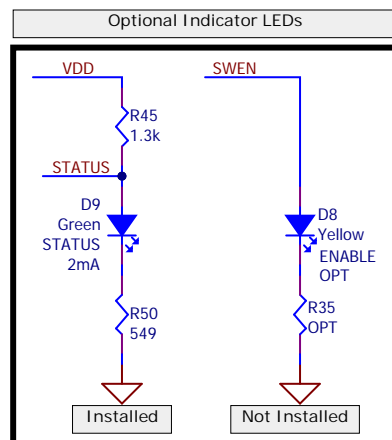 Optional Indicator LEDs
VDD
SWEN
R45
1.3k
STATUS
D9
Green
STATUS
2mA
D8
Yellow
ENABLE
OPT
R50
549
R35
OPT
Installed
Not Installed